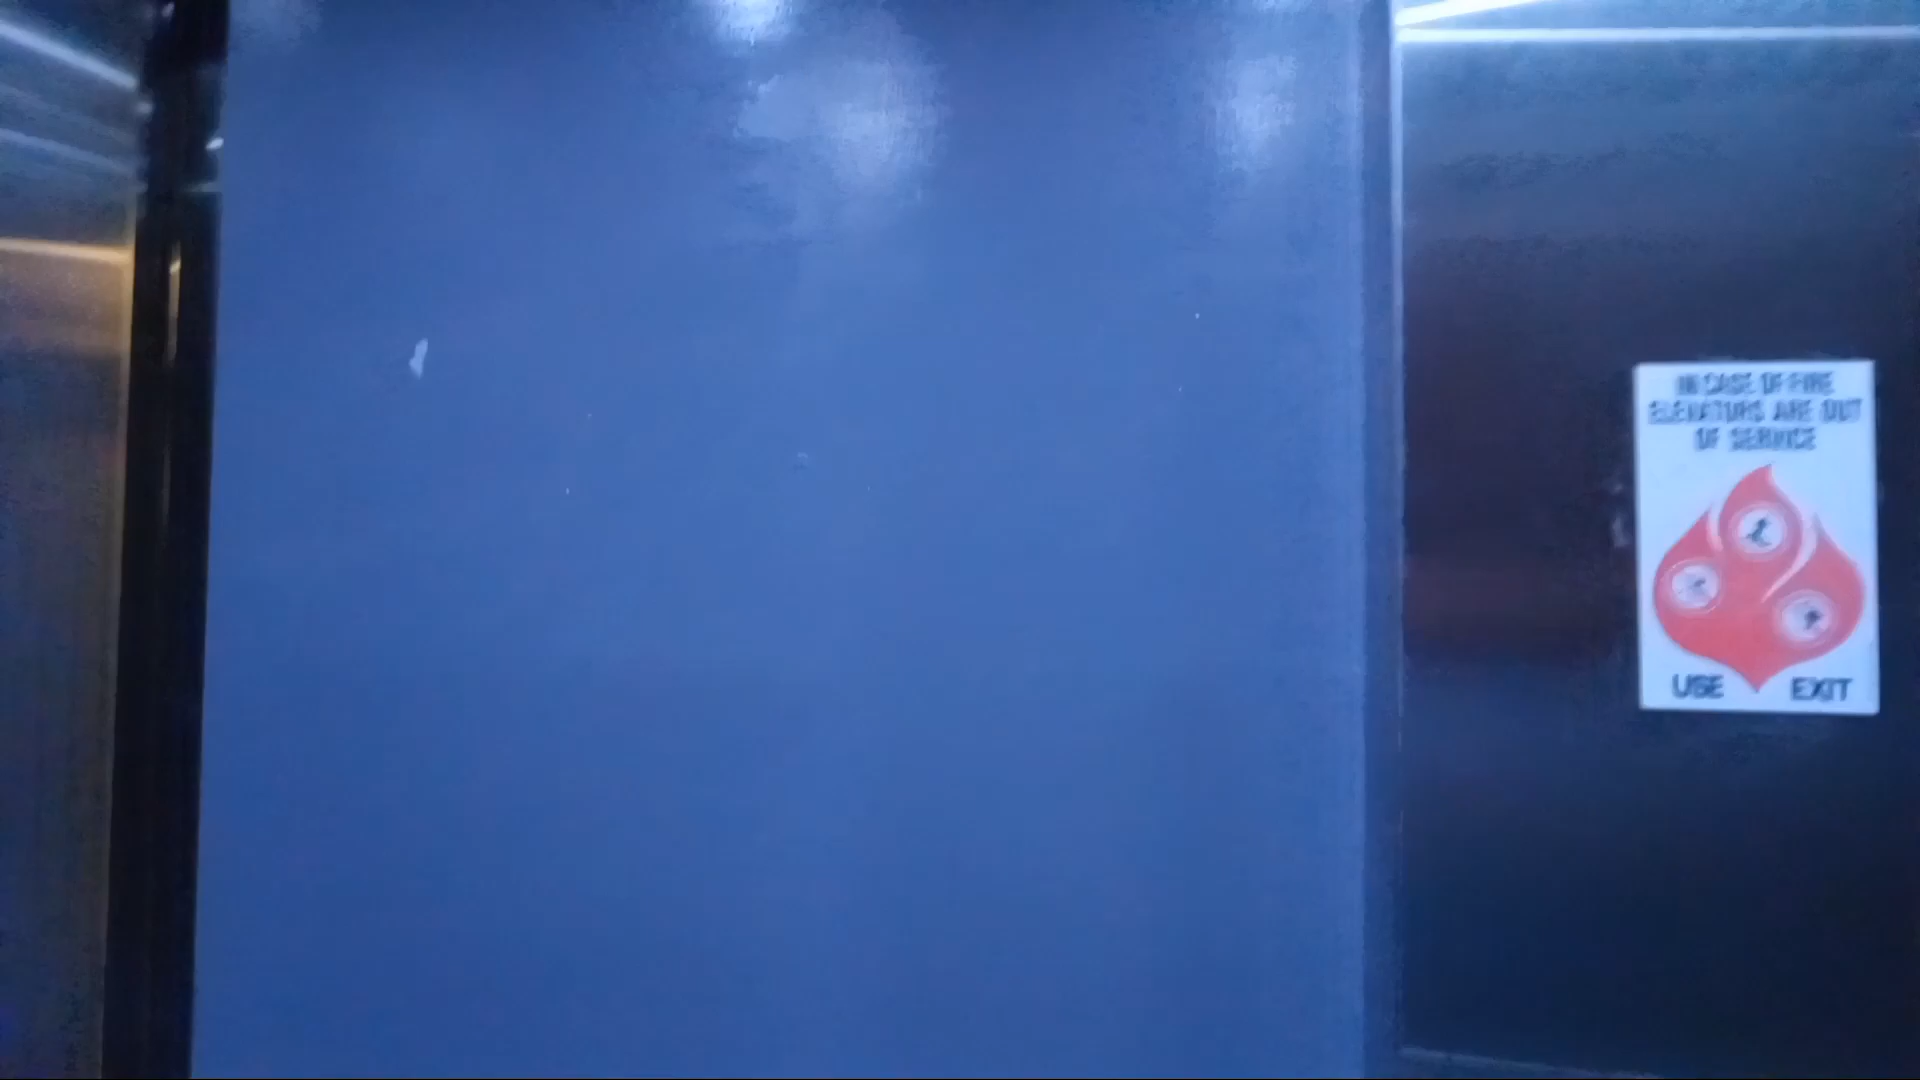 IN CASE OF FIRE
ELEVATORS ARE OUT
OF SERVICE
USE EXIT